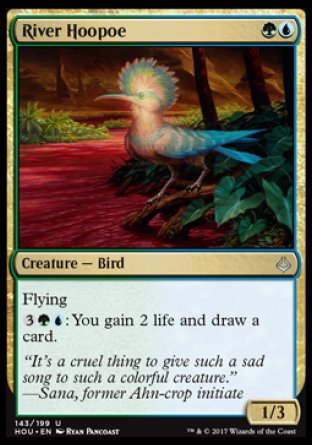 River Hoopoe
Creature — Bird
Flying
3: You gain 2 life and draw a
card.
"It's a cruel thing to give such a sad
song to such a colorful creature."
—Sana, former Ahn-crop initiate
143/199 U
HOU • EN RYAN PANCOAST
™ & © 2017 Wizards of the Coast
1/3